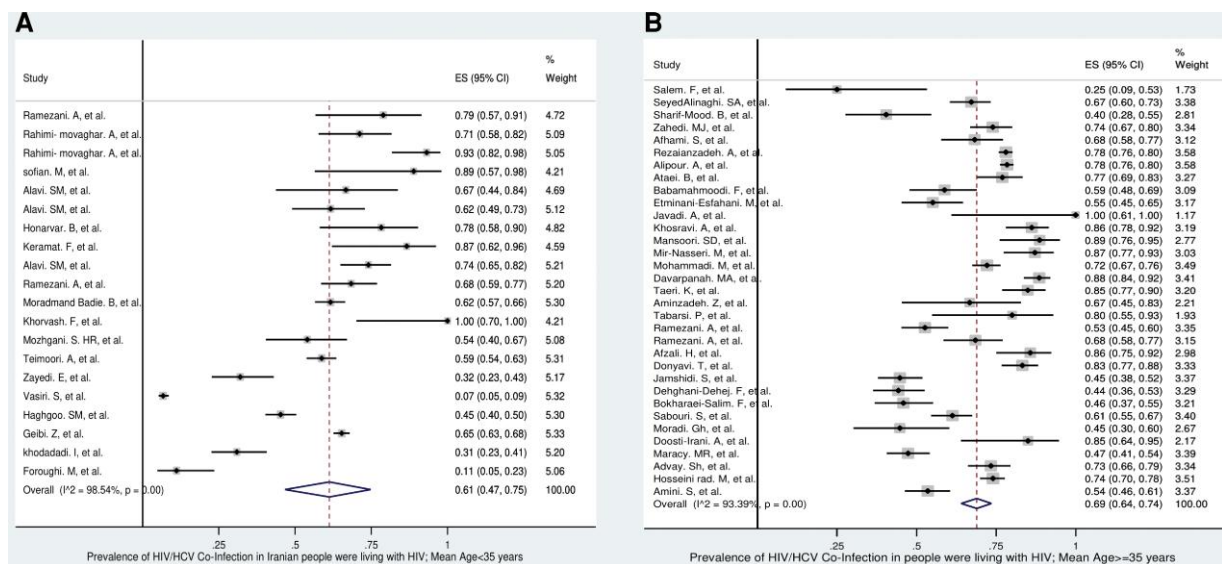 A
%
Study ES (95% CI) Weight
Ramezani. A, et al. 0.79 (0.57, 0.91) 4.72
Rahimi- movaghar. A, et al. 0.71 (0.58, 0.82) 5.09
Rahimi- movaghar. A, et al. 0.93 (0.82, 0.98) 5.05
sofian. M, et al. 0.89 (0.57, 0.98) 4.21
Alavi. SM, et al. 0.67 (0.44, 0.84) 4.69
Alavi. SM, et al. 0.62 (0.49, 0.73) 5.12
Honarvar. B, et al. 0.78 (0.58, 0.90) 4.82
Keramat. F, et al. 0.87 (0.62, 0.96) 4.59
Alavi. SM, et al. 0.74 (0.65, 0.82) 5.21
Ramezani. A, et al. 0.68 (0.59, 0.77) 5.20
Moradmand Badie. B, et al. 0.62 (0.57, 0.66) 5.30
Khorvash. F, et al. 1.00 (0.70, 1.00) 4.21
Mozhgani. S. HR, et al. 0.54 (0.40, 0.67) 5.08
Teimoori. A, et al. 0.59 (0.54, 0.63) 5.31
Zayedi. E, et al. 0.32 (0.23, 0.43) 5.17
Vasiri. S, et al. 0.07 (0.05, 0.09) 5.32
Haghgoo. SM, et al. 0.45 (0.40, 0.50) 5.30
Geibi. Z, et al. 0.65 (0.63, 0.68) 5.33
khodadadi. I, et al. 0.31 (0.23, 0.41) 5.20
Foroughi. M, et al. 0.11 (0.05, 0.23) 5.06
Overall (I^2 = 98.54%, p = 0.00) 0.61 (0.47, 0.75) 100.00
.25 .5 .75 1
Prevalence of HIV/HCV Co-Infection in Iranian people were living with HIV; Mean Age<35 years
B
%
Study ES (95% CI) Weight
Salem. F, et al. 0.25 (0.09, 0.53) 1.73
SeyedAlinaghi. SA, et al. 0.67 (0.60, 0.73) 3.38
Sharif-Mood. B, et al. 0.40 (0.28, 0.55) 2.81
Zahedi. MJ, et al. 0.74 (0.67, 0.80) 3.34
Afhami. S, et al. 0.68 (0.58, 0.77) 3.12
Rezaianzadeh. A, et al. 0.78 (0.76, 0.80) 3.58
Alipour. A, et al. 0.78 (0.76, 0.80) 3.58
Ataei. B, et al. 0.77 (0.69, 0.83) 3.27
Babamahmoodi. F, et al. 0.59 (0.48, 0.69) 3.09
Etminani-Esfahani. M, et al. 0.55 (0.45, 0.65) 3.17
Javadi. A, et al. 1.00 (0.61, 1.00) 1.17
Khosravi. A, et al. 0.86 (0.78, 0.92) 3.19
Mansoori. SD, et al. 0.89 (0.76, 0.95) 2.77
Mir-Nasseri. M, et al. 0.87 (0.77, 0.93) 3.03
Mohammadi. M, et al. 0.72 (0.67, 0.76) 3.49
Davarpanah. MA, et al. 0.88 (0.84, 0.92) 3.41
Taeri. K, et al. 0.85 (0.77, 0.90) 3.20
Aminzadeh. Z, et al. 0.67 (0.45, 0.83) 2.21
Tabarsi. P, et al. 0.80 (0.55, 0.93) 1.93
Ramezani. A, et al. 0.53 (0.45, 0.60) 3.35
Ramezani. A, et al. 0.68 (0.58, 0.77) 3.15
Afzali. H, et al. 0.86 (0.75, 0.92) 2.98
Donyavi. T, et al. 0.83 (0.77, 0.88) 3.33
Jamshidi. S, et al. 0.45 (0.38, 0.52) 3.37
Dehghani-Dehej. F, et al. 0.44 (0.36, 0.53) 3.29
Bokharaei-Salim. F, et al. 0.46 (0.37, 0.55) 3.21
Sabouri. S, et al. 0.61 (0.55, 0.67) 3.40
Moradi. Gh, et al. 0.45 (0.30, 0.60) 2.67
Doosti-Irani. A, et al. 0.85 (0.64, 0.95) 2.17
Maracy. MR, et al. 0.47 (0.41, 0.54) 3.39
Advay. Sh, et al. 0.73 (0.66, 0.79) 3.34
Hosseini rad. M, et al. 0.74 (0.70, 0.78) 3.51
Amini. S, et al. 0.54 (0.46, 0.61) 3.37
Overall (I^2 = 93.39%, p = 0.00) 0.69 (0.64, 0.74) 100.00
.25 .5 .75 1
Prevalence of HIV/HCV Co-Infection in people were living with HIV; Mean Age>=35 years